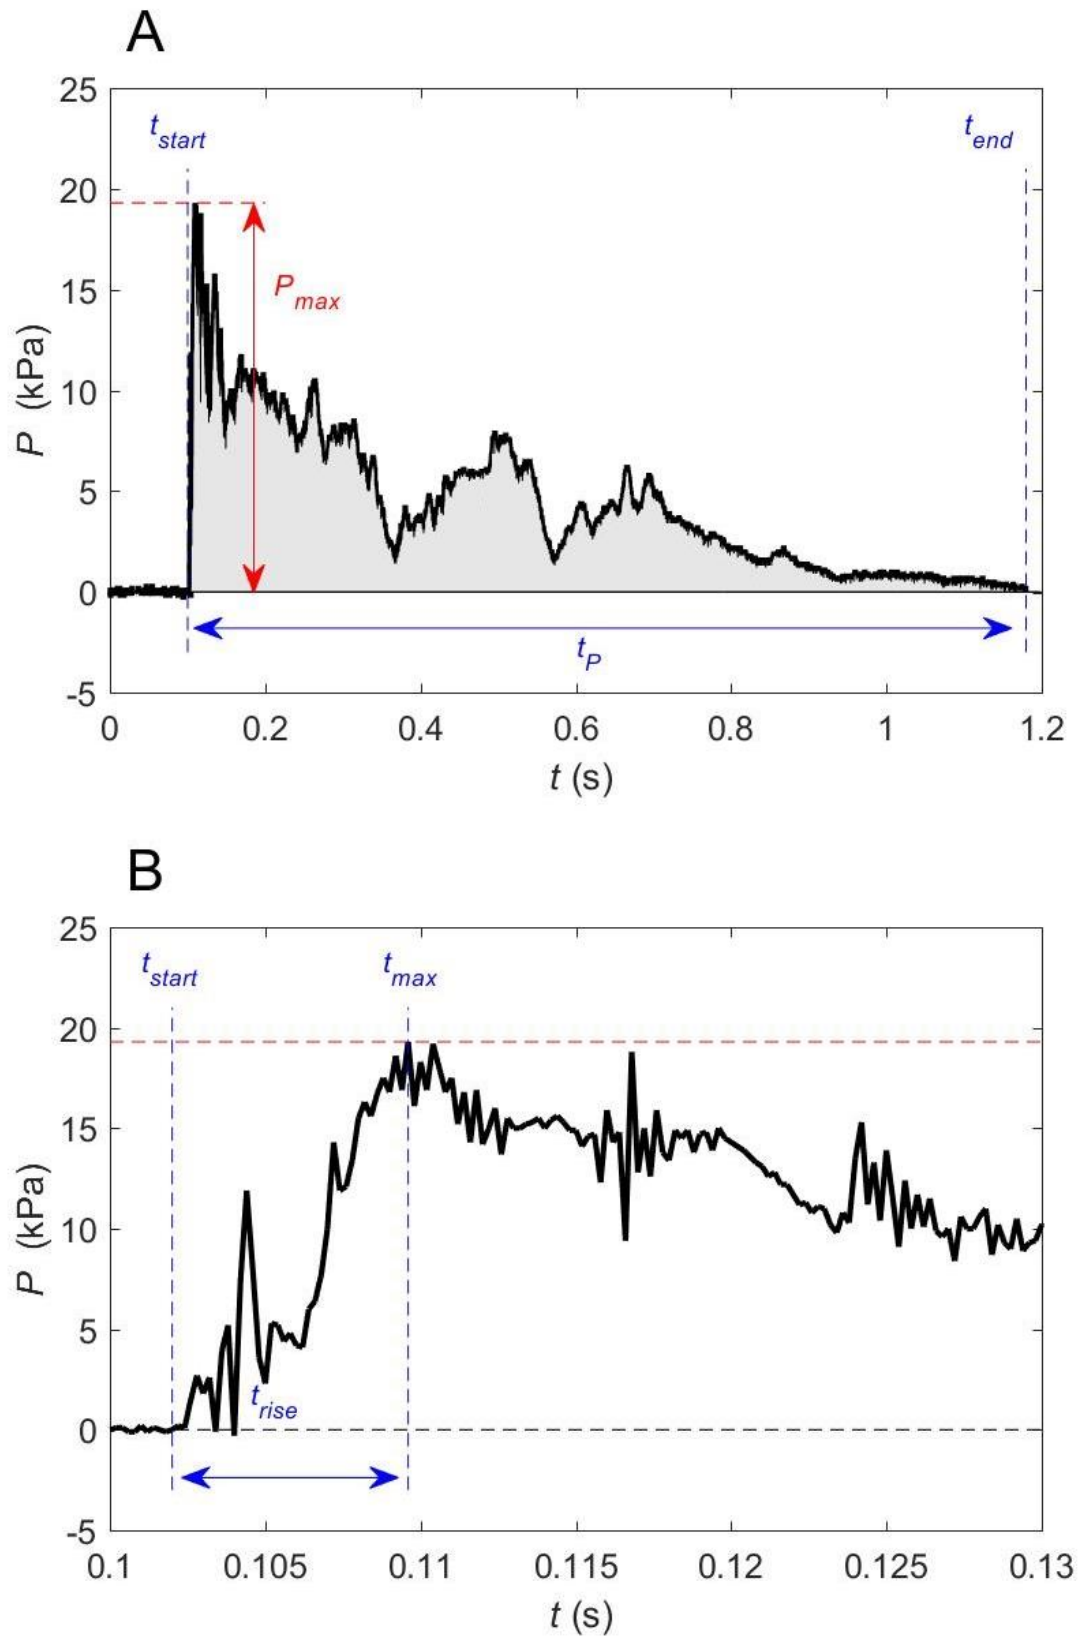 A
25
t_start
t_end
20
P_max
15
P (kPa)
10
5
0
t_P
-5
0 0.2 0.4 0.6 0.8 1 1.2
t (s)
B
25
t_start t_max
20
15
P (kPa)
10
5
t_rise
0
-5
0.1 0.105 0.11 0.115 0.12 0.125 0.13
t (s)